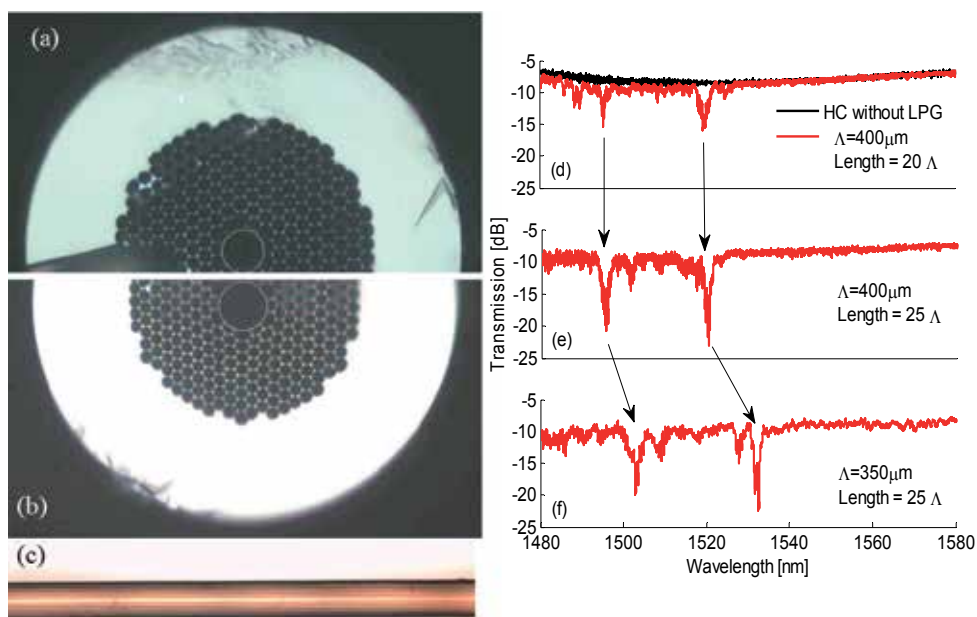 (a)
(b)
(c)
-5
-10
-15
-20
-25
HC without LPG
Λ=400μm
Length = 20 Λ
(d)
-5
-10
-15
-20
-25
Λ=400μm
Length = 25 Λ
(e)
-5
-10
-15
-20
-25
Λ=350μm
Length = 25 Λ
(f)
Transmission [dB]
1480
1500
1520
1540
1560
1580
Wavelength [nm]